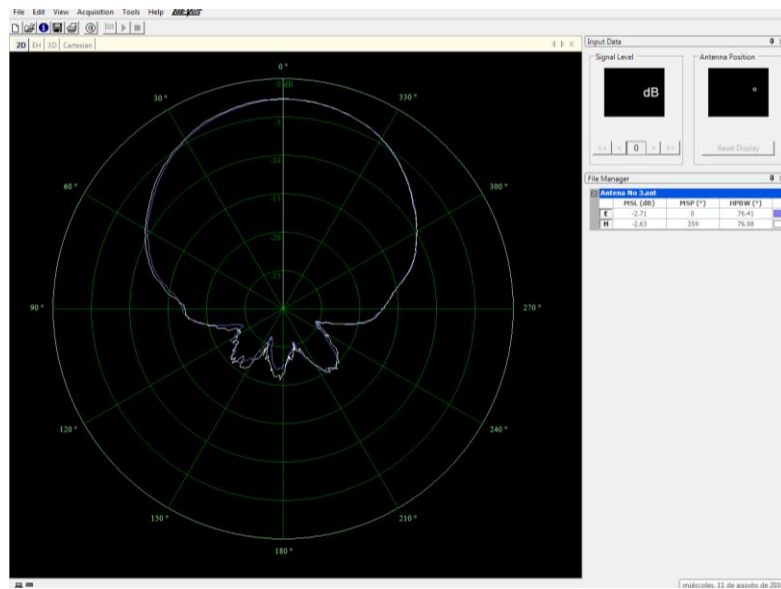 File Edit View Acquisition Tools Help
2D EH 3D Cartesian
0°
30°
330°
60°
300°
90°
270°
120°
240°
150°
210°
180°
-5
-10
-15
-20
-25
Input Data
Signal Level
dB
<< < 0 > >>
Antenna Position
°
Reset Display
File Manager
Antena No 3.ant
MSL (dB) MSP (°) HPBW (°)
E -2.71 0 76.41
H -2.63 359 76.98
miércoles, 11 de agosto de 201